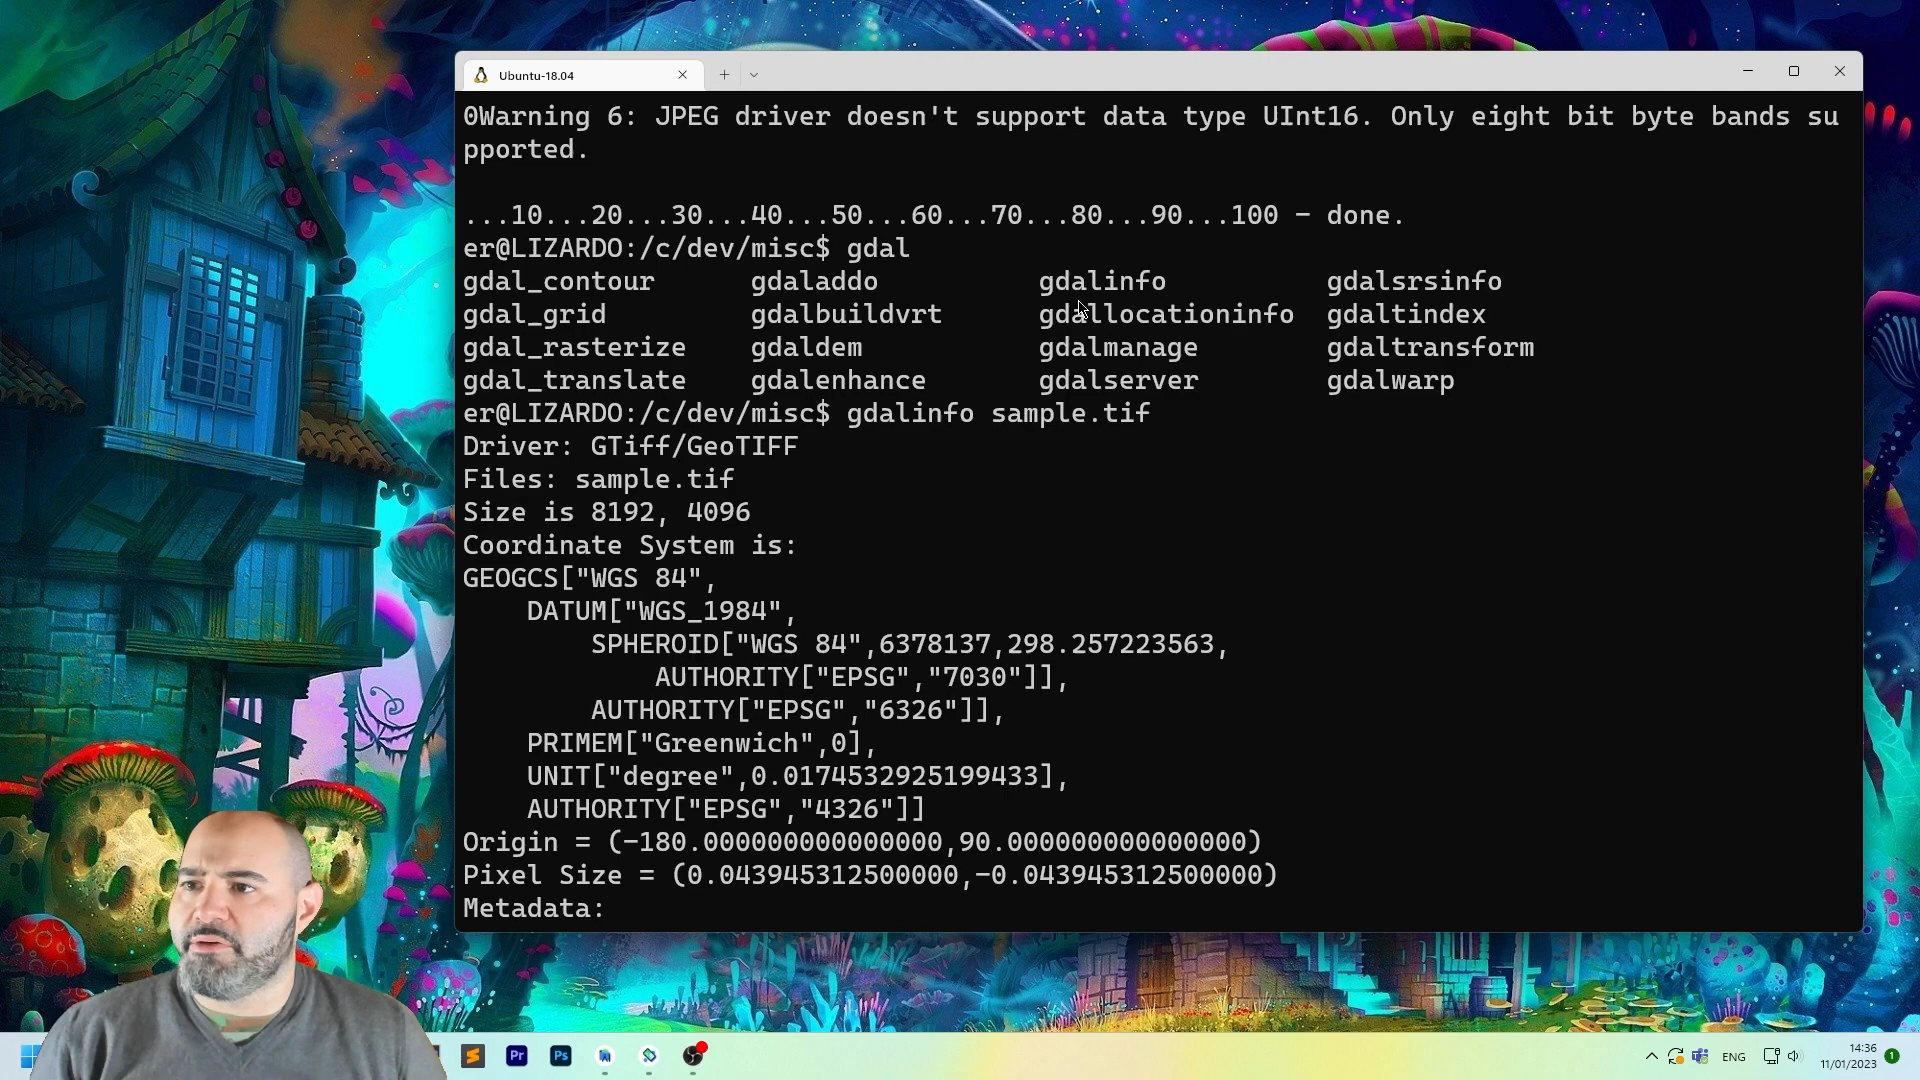 Ubuntu-18.04
0Warning 6: JPEG driver doesn't support data type UInt16. Only eight bit byte bands su
pported.
...10...20...30...40...50...60...70...80...90...100 - done.
er@LIZARDO:/c/dev/misc$ gdal
gdal_contour gdaladdo gdalinfo gdalsrsinfo
gdal_grid gdalbuildvrt gdallocationinfo gdaltindex
gdal_rasterize gdaldem gdalmanage gdaltransform
gdal_translate gdalenhance gdalserver gdalwarp
er@LIZARDO:/c/dev/misc$ gdalinfo sample.tif
Driver: GTiff/GeoTIFF
Files: sample.tif
Size is 8192, 4096
Coordinate System is:
GEOGCS["WGS 84",
DATUM["WGS_1984",
SPHEROID["WGS 84",6378137,298.257223563,
AUTHORITY["EPSG","7030"]],
AUTHORITY["EPSG","6326"]],
PRIMEM["Greenwich",0],
UNIT["degree",0.0174532925199433],
AUTHORITY["EPSG","4326"]]
Origin = (-180.000000000000000,90.000000000000000)
Pixel Size = (0.043945312500000,-0.043945312500000)
Metadata:
Pr Ps ENG 14:36 1
11/01/2023